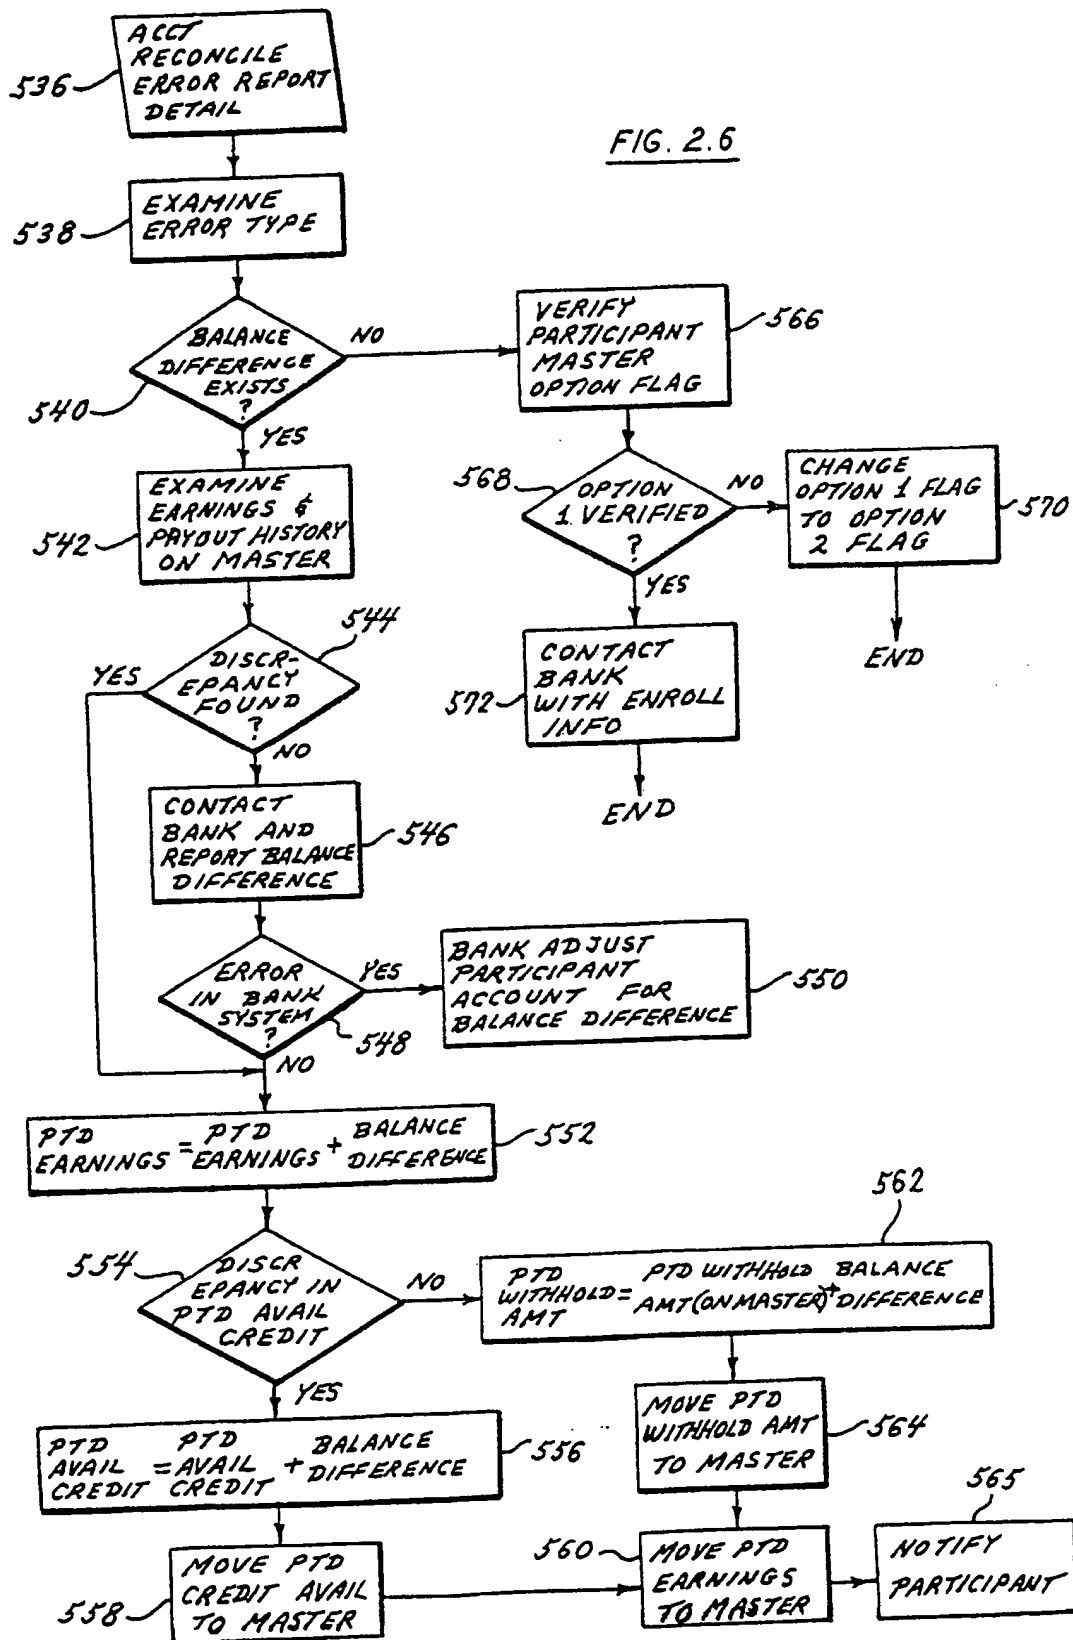 ACCT
RECONCILE
ERROR REPORT
DETAIL
536
FIG. 2.6
EXAMINE
ERROR TYPE
538
BALANCE
DIFFERENCE
EXISTS
?
540
NO
YES
VERIFY
PARTICIPANT
MASTER
OPTION FLAG
566
EXAMINE
EARNINGS &
PAYOUT HISTORY
ON MASTER
542
568
OPTION
1 VERIFIED
?
NO
YES
CHANGE
OPTION 1 FLAG
TO OPTION
2 FLAG
570
END
544
DISCR-
EPANCY
FOUND
?
YES
NO
CONTACT
BANK
WITH ENROLL
INFO
572
END
CONTACT
BANK AND
REPORT BALANCE
DIFFERENCE
546
ERROR
IN BANK
SYSTEM
?
548
YES
NO
BANK ADJUST
PARTICIPANT
ACCOUNT FOR
BALANCE DIFFERENCE
550
PTD PTD BALANCE
EARNINGS = EARNINGS + DIFFERENCE
552
554
DISCR
EPANCY IN
PTD AVAIL
CREDIT
NO
YES
562
PTD PTD WITHHOLD BALANCE
WITHHOLD = AMT (ON MASTER) + DIFFERENCE
AMT
PTD PTD BALANCE
AVAIL = AVAIL + DIFFERENCE
CREDIT CREDIT
556
MOVE PTD
WITHHOLD AMT
TO MASTER
564
558
MOVE PTD
CREDIT AVAIL
TO MASTER
560
MOVE PTD
EARNINGS
TO MASTER
565
NOTIFY
PARTICIPANT